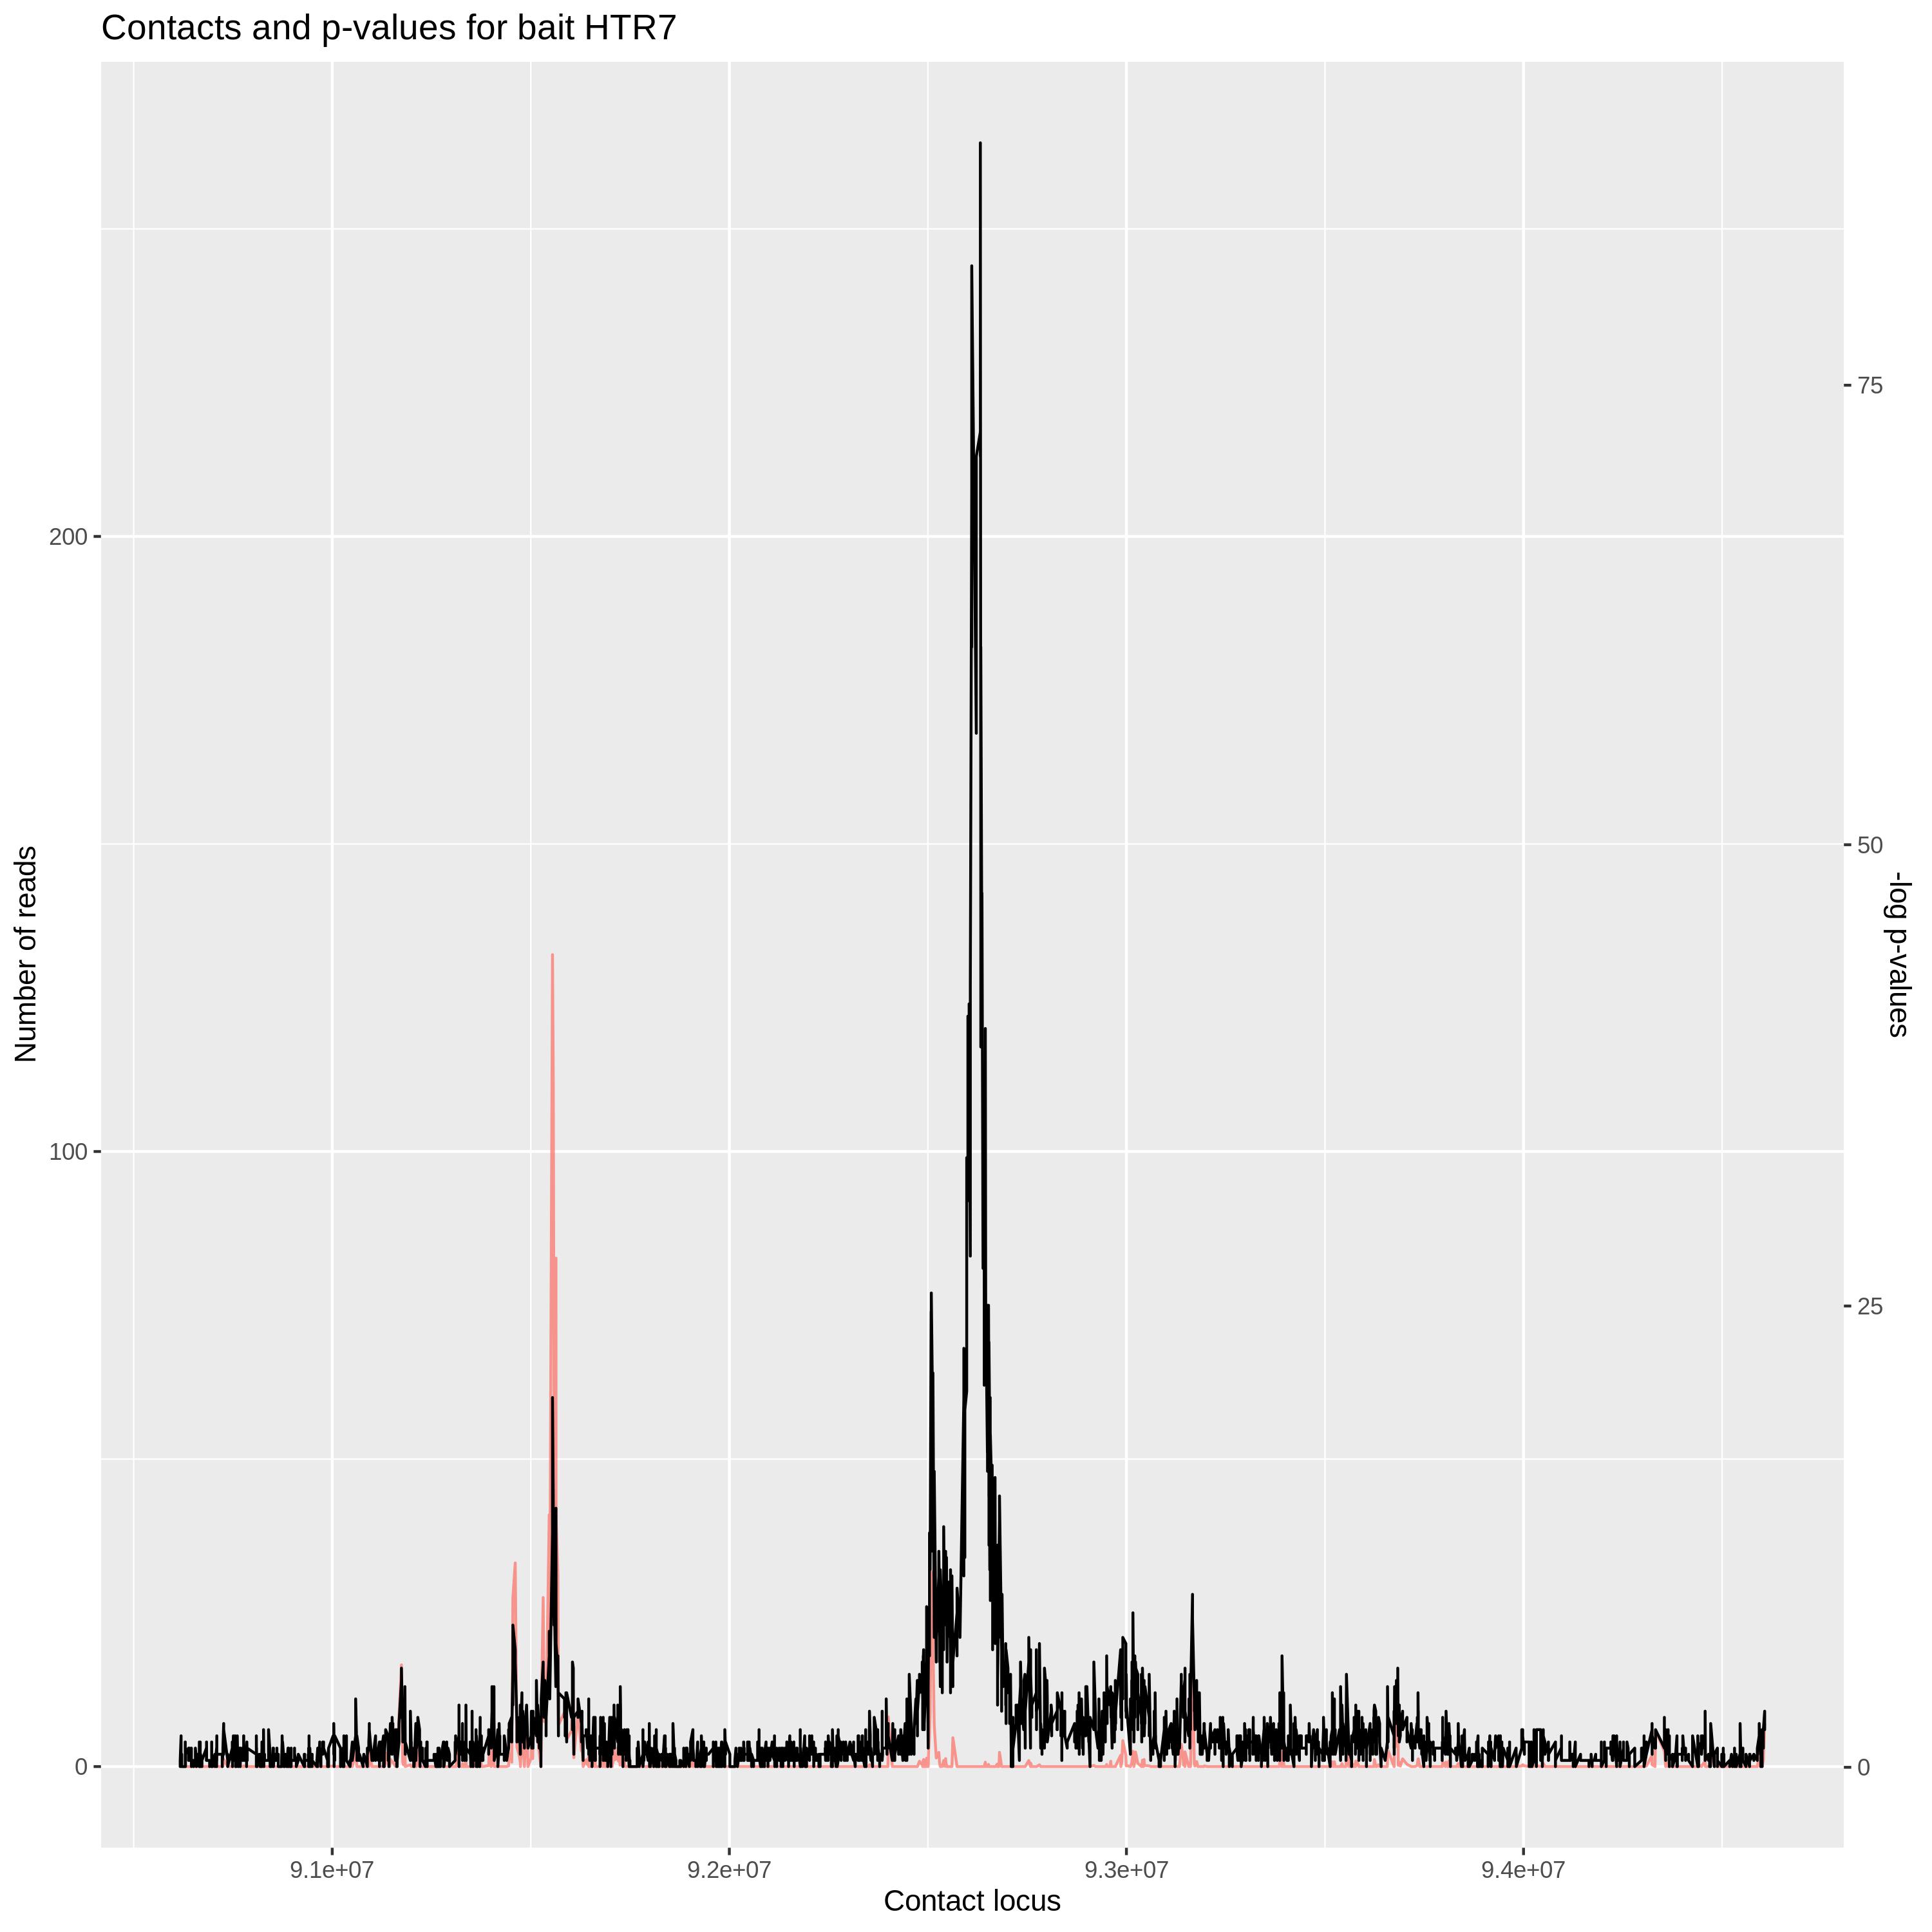 Contacts and p-values for bait HTR7
Number of reads
200
100
0
75
50
25
0
-log p-values
9.1e+07
9.2e+07
9.3e+07
9.4e+07
Contact locus